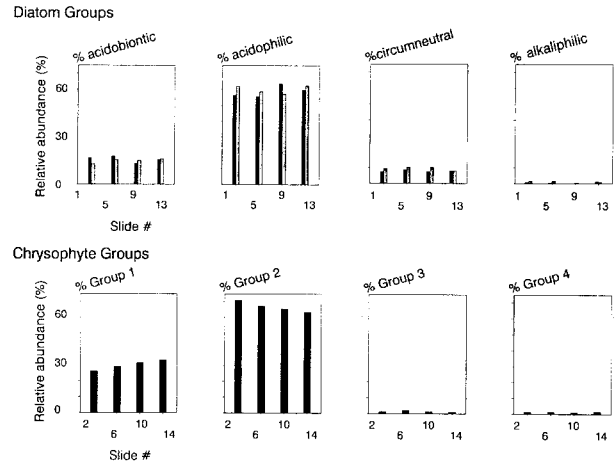 Diatom Groups
% acidobiontic
% acidophilic
%circumneutral
% alkaliphilic
Relative abundance (%)
60
30
0
1 5 9 13
1 5 9 13
1 5 9 13
1 5 9 13
Slide #
Chrysophyte Groups
% Group 1
% Group 2
% Group 3
% Group 4
Relative abundance (%)
60
30
0
2 6 10 14
2 6 10 14
2 6 10 14
2 6 10 14
Slide #